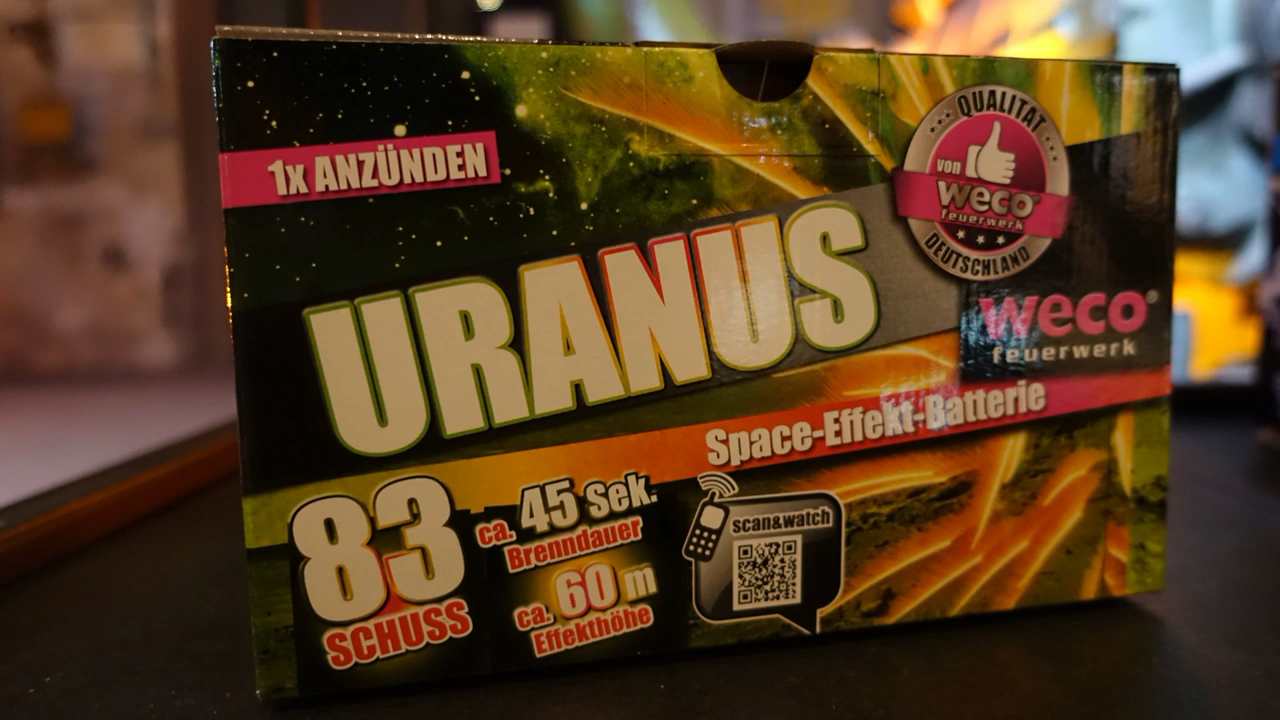 1x ANZÜNDEN
QUALITÄT
von
weco
feuerwerk
DEUTSCHLAND
URANUS
weco®
feuerwerk
Space-Effekt-Batterie
83
SCHUSS
ca. 45 sek.
Brenndauer
ca. 60 m
Effekthöhe
scan&watch